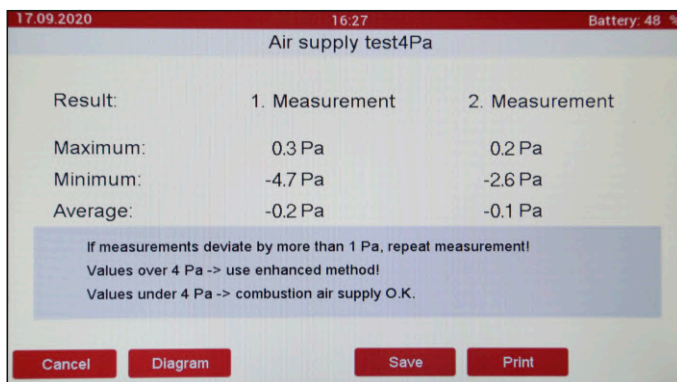 17.09.2020 16:27 Battery: 48 %
Air supply test4Pa
Result: 1. Measurement 2. Measurement
Maximum: 0.3 Pa 0.2 Pa
Minimum: -4.7 Pa -2.6 Pa
Average: -0.2 Pa -0.1 Pa
If measurements deviate by more than 1 Pa, repeat measurement!
Values over 4 Pa -> use enhanced method!
Values under 4 Pa -> combustion air supply O.K.
Cancel Diagram Save Print